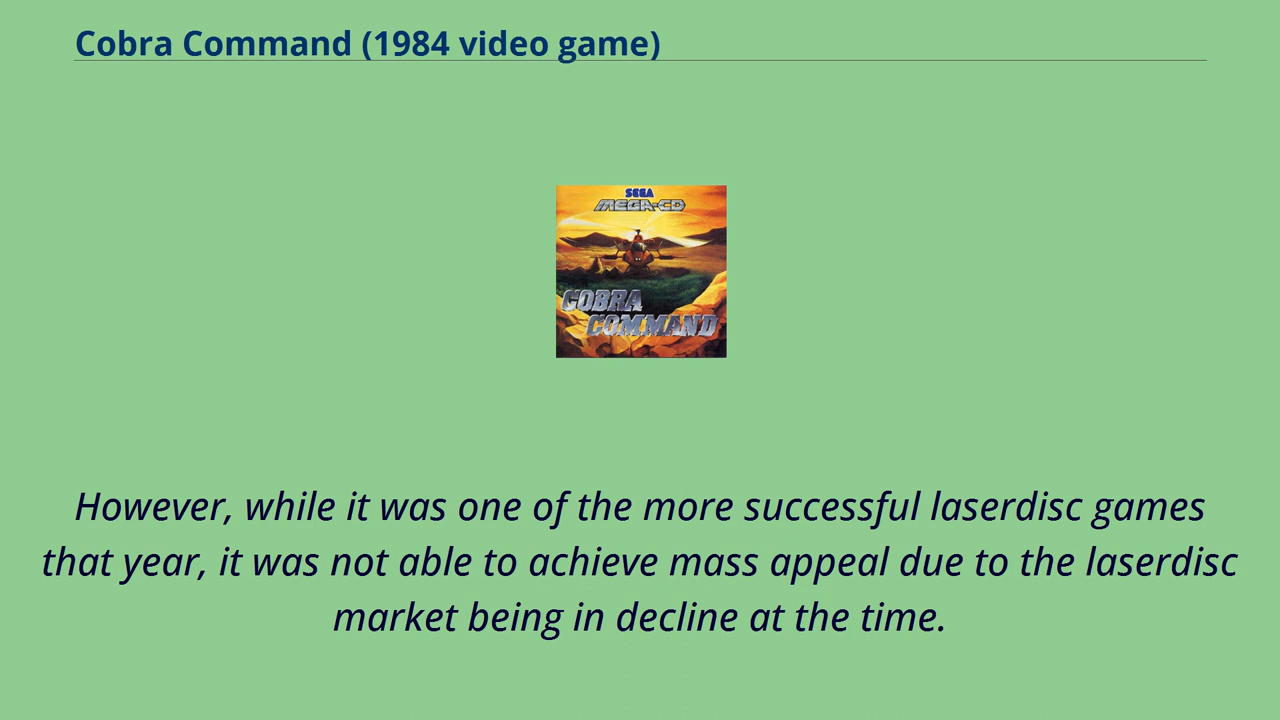 Cobra Command (1984 video game)
SEGA
MEGA-CD
COBRA
COMMAND
However, while it was one of the more successful laserdisc games
that year, it was not able to achieve mass appeal due to the laserdisc
market being in decline at the time.